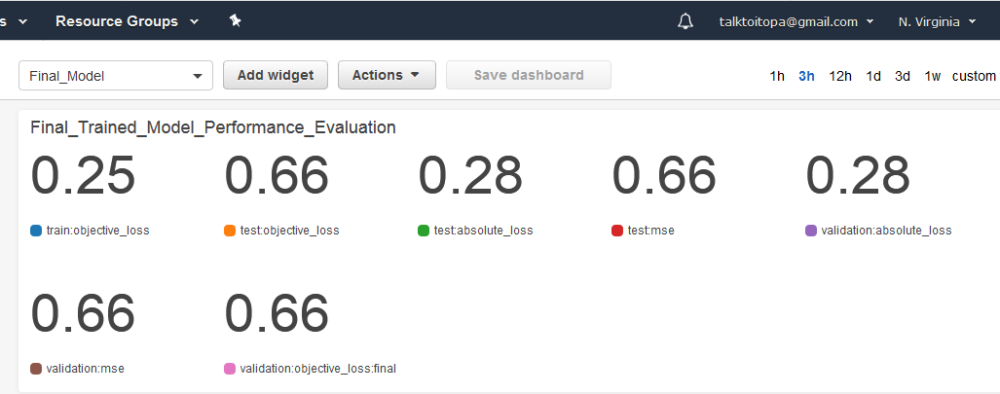 s Resource Groups talktoitopa@gmail.com N. Virginia
Final_Model Add widget Actions Save dashboard 1h 3h 12h 1d 3d 1w custom
Final_Trained_Model_Performance_Evaluation
0.25 0.66 0.28 0.66 0.28
train:objective_loss test:objective_loss test:absolute_loss test:mse validation:absolute_loss
0.66 0.66
validation:mse validation:objective_loss:final